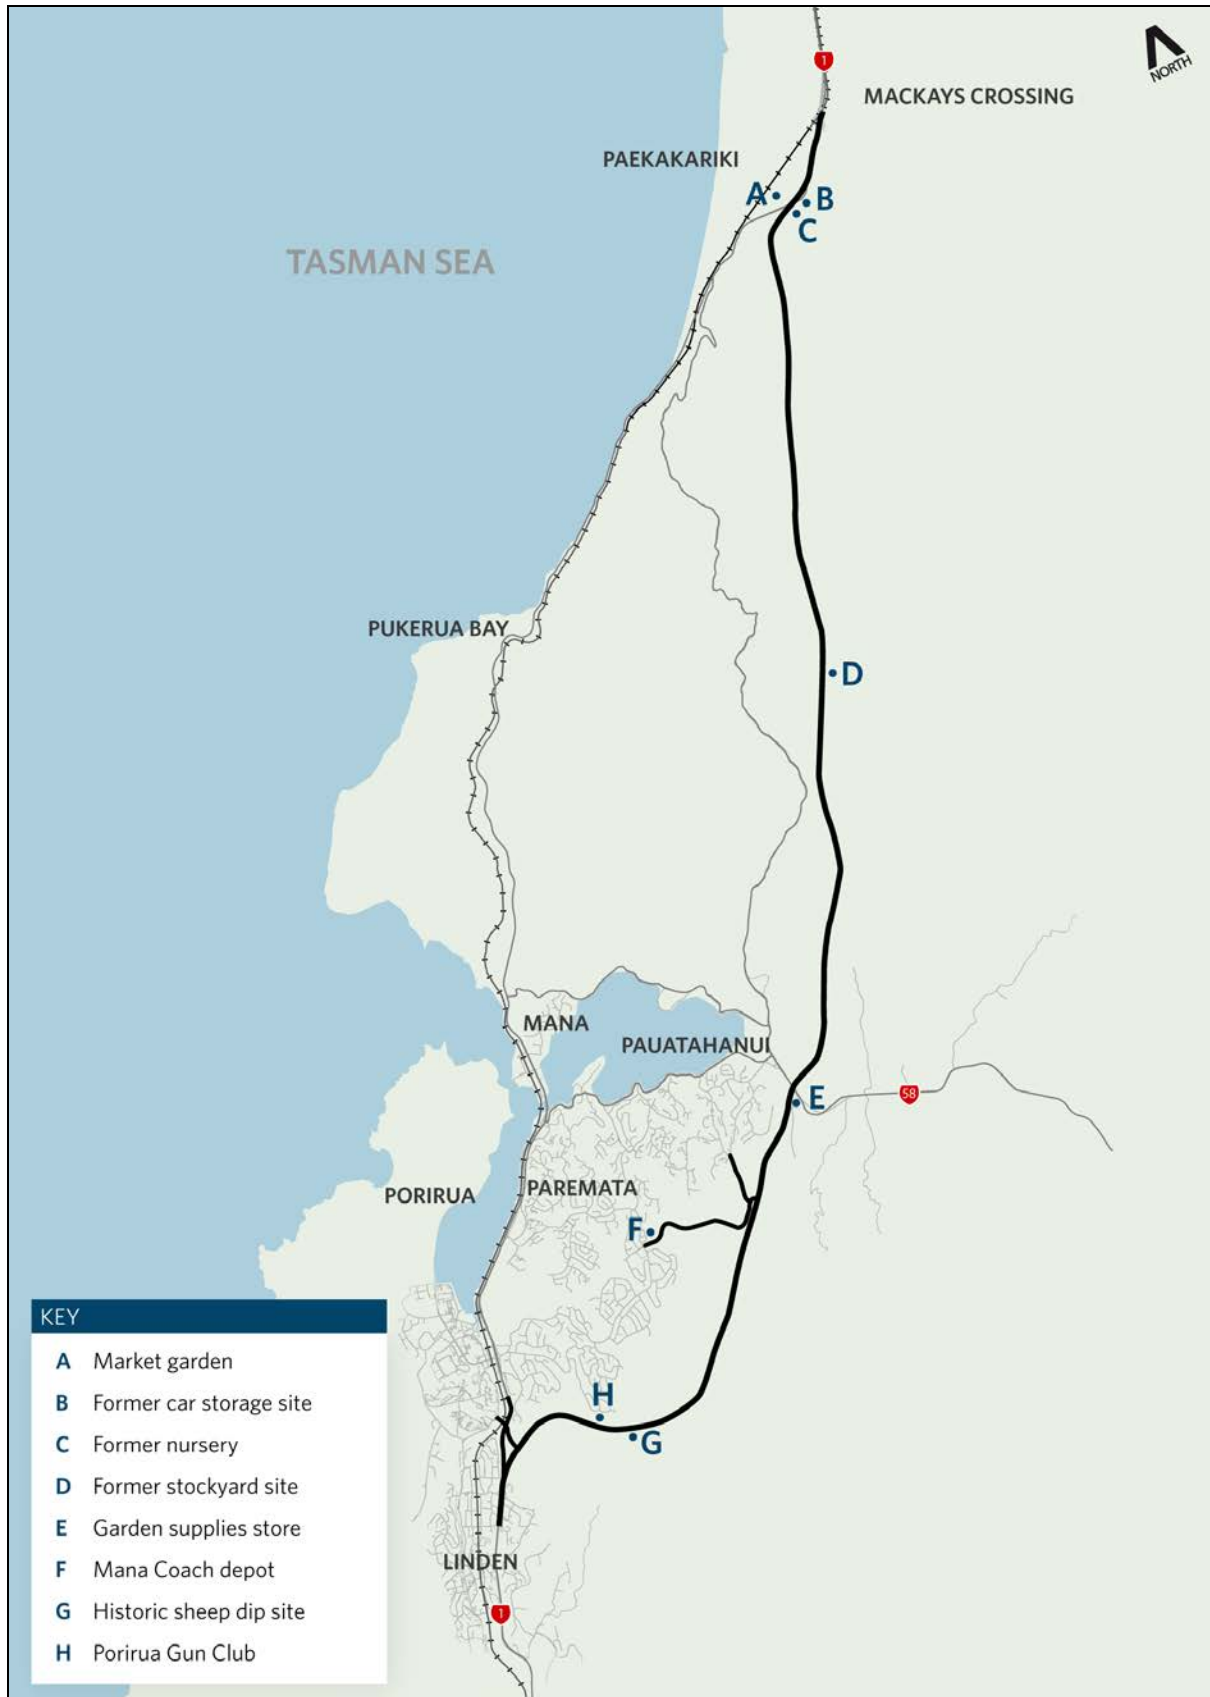 NORTH
1
MACKAYS CROSSING
PAEKAKARIKI
A
B
C
TASMAN SEA
PUKERUA BAY
D
MANA
PAUATAHANUI
E
58
PORIRUA
PAREMATA
F
H
G
LINDEN
1
KEY
A Market garden
B Former car storage site
C Former nursery
D Former stockyard site
E Garden supplies store
F Mana Coach depot
G Historic sheep dip site
H Porirua Gun Club